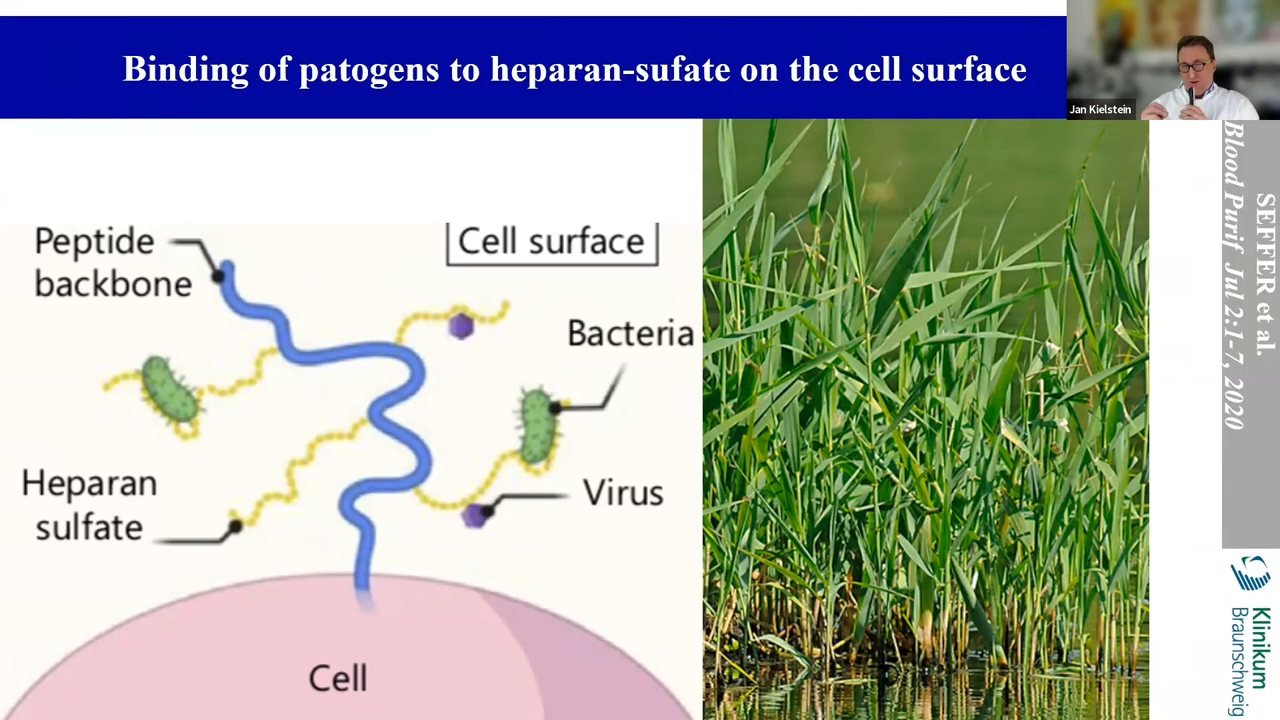 Binding of patogens to heparan-sufate on the cell surface
Jan Kielstein
Peptide
backbone
Cell surface
Bacteria
Heparan
sulfate
Virus
Cell
SEFFER et al.
Blood Purif Jul 2:1-7, 2020
Klinikum
Braunschweig